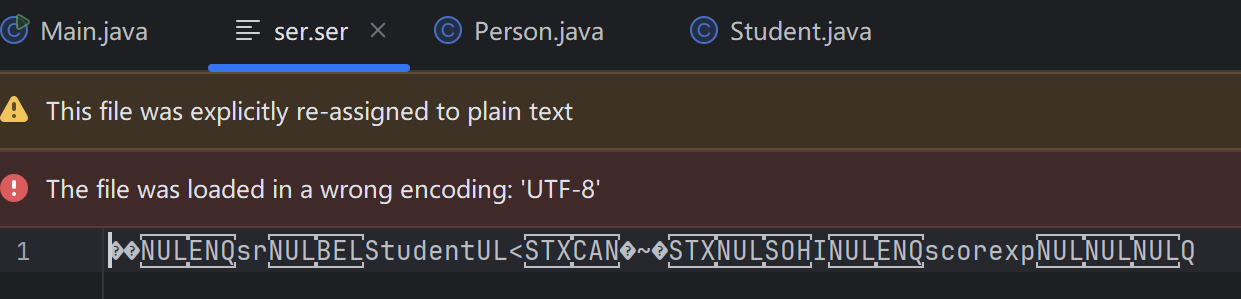 Main.java ser.ser Person.java Student.java
This file was explicitly re-assigned to plain text
The file was loaded in a wrong encoding: 'UTF-8'
1 ��NULENQsrNULBELStudentUL<STXCAN�~�STXNULSOHINULENQscorexpNULNULNULQ